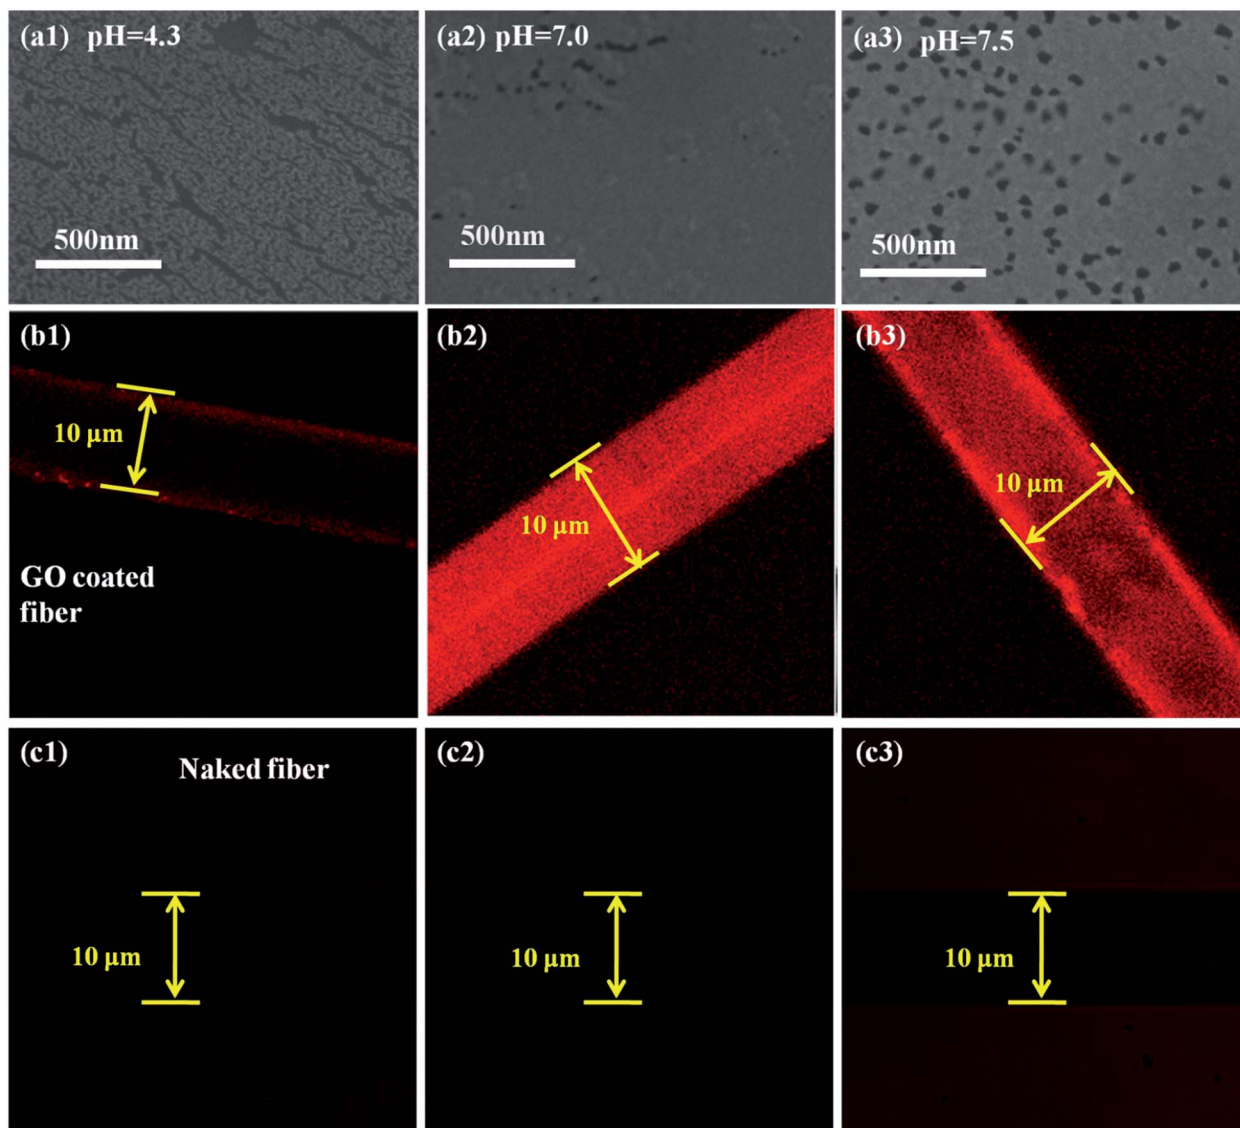 (a1) pH=4.3
500nm
(a2) pH=7.0
500nm
(a3) pH=7.5
500nm
(b1)
10 μm
GO coated
fiber
(b2)
10 μm
(b3)
10 μm
(c1)
Naked fiber
10 μm
(c2)
10 μm
(c3)
10 μm